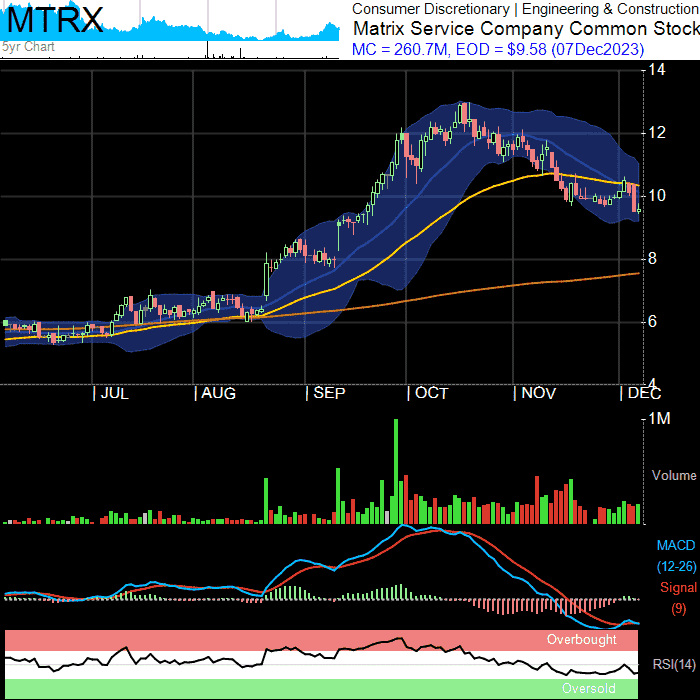 MTRX
5yr Chart
Consumer Discretionary | Engineering & Construction
Matrix Service Company Common Stock
MC = 260.7M, EOD = $9.58 (07Dec2023)
14
12
10
8
6
4
JUL AUG SEP OCT NOV DEC
1M
Volume
MACD
(12-26)
Signal
(9)
Overbought
RSI(14)
Oversold